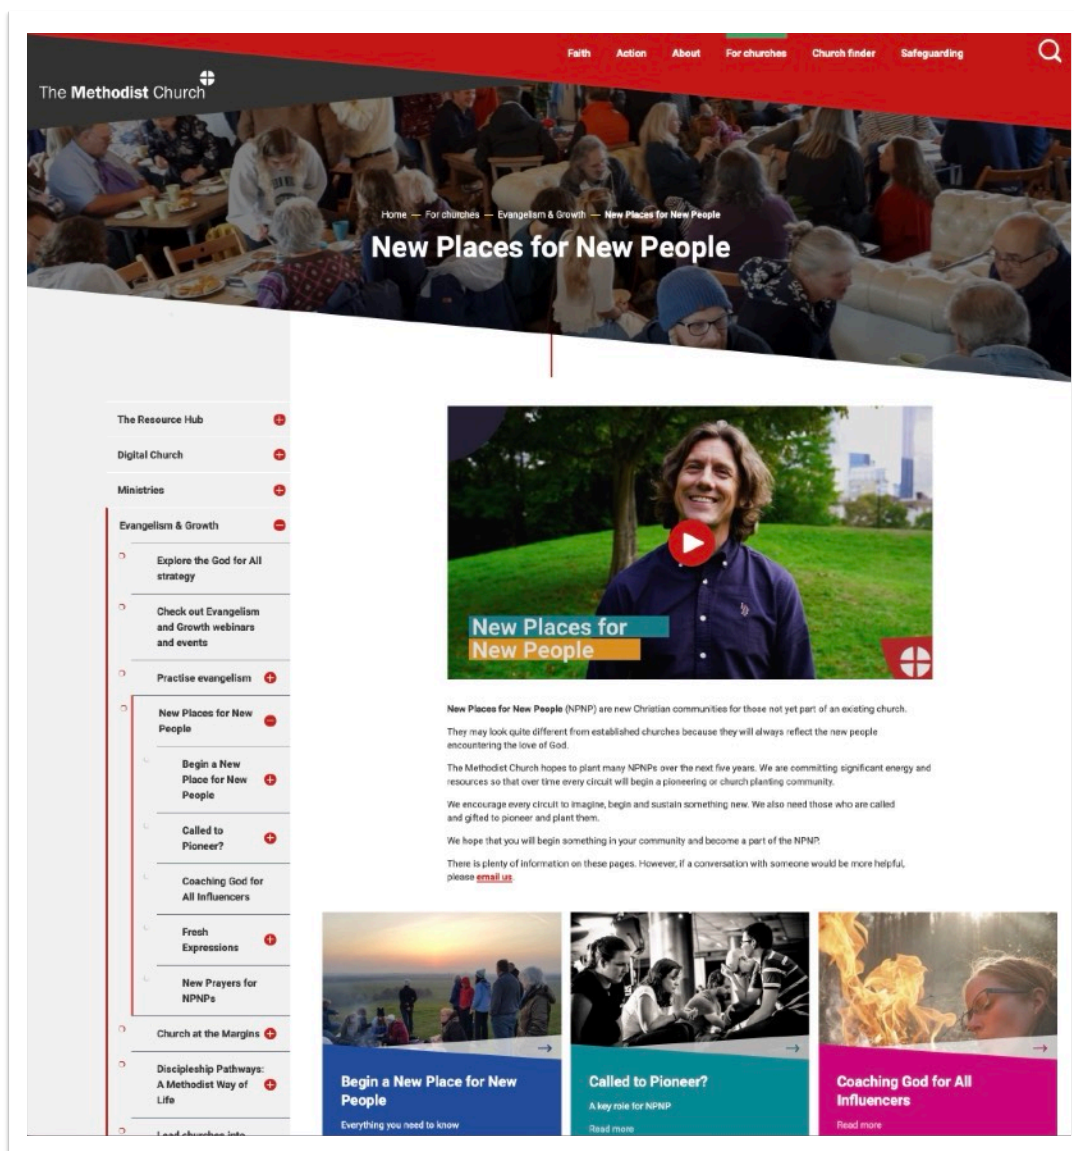 Faith Action About For churches Church finder Safeguarding
The Methodist Church
Home — For churches — Evangelism & Growth — New Places for New People
New Places for New People
The Resource Hub
Digital Church
Ministries
Evangelism & Growth
Explore the God for All
strategy
Check out Evangelism
and Growth webinars
and events
Practise evangelism
New Places for New
People
Begin a New
Place for New
People
Called to
Pioneer?
Coaching God for
All Influencers
Fresh
Expressions
New Prayers for
NPNPs
Church at the Margins
Discipleship Pathways:
A Methodist Way of
Life
Lead churches into
New Places for
New People
New Places for New People (NPNP) are new Christian communities for those not yet part of an existing church.
They may look quite different from established churches because they will always reflect the new people
encountering the love of God.
The Methodist Church hopes to plant many NPNPs over the next five years. We are committing significant energy and
resources so that over time every circuit will begin a pioneering or church planting community.
We encourage every circuit to imagine, begin and sustain something new. We also need those who are called
and gifted to pioneer and plant them.
We hope that you will begin something in your community and become a part of the NPNP.
There is plenty of information on these pages. However, if a conversation with someone would be more helpful,
please email us.
Begin a New Place for New
People
Everything you need to know
Called to Pioneer?
A key role for NPNP
Read more
Coaching God for All
Influencers
Read more